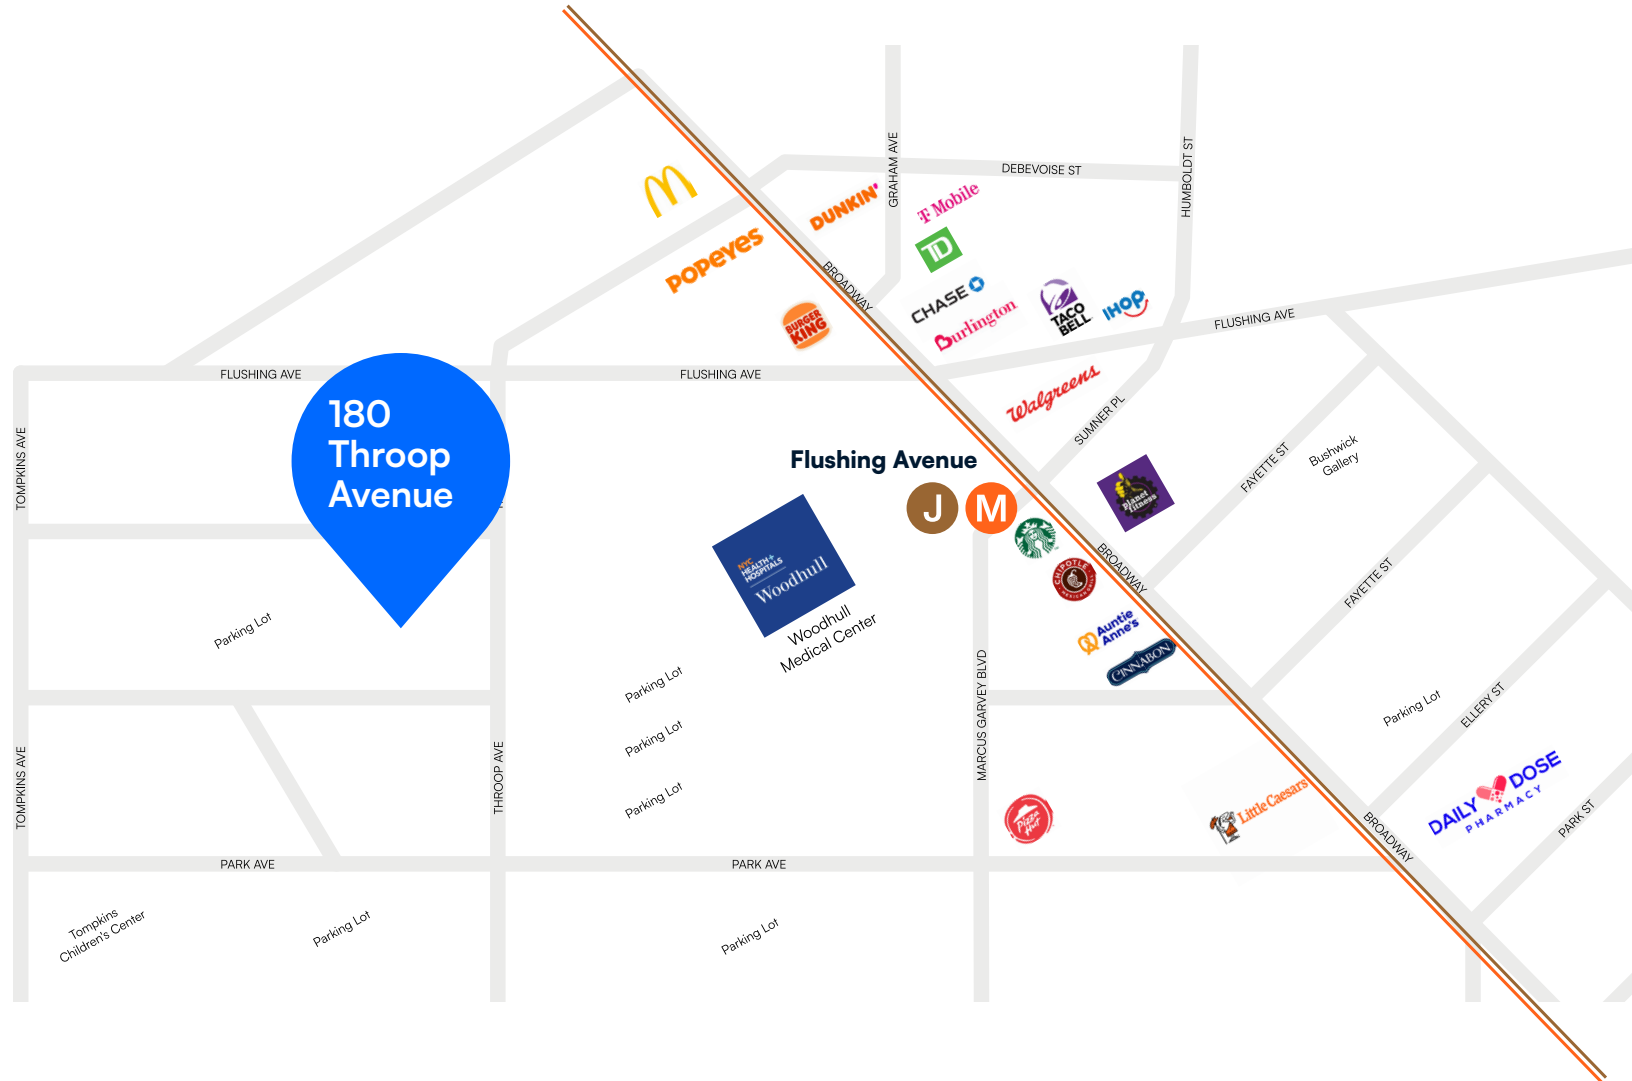 GRAHAM AVE
HUMBOLDT ST
DEBEVOISE ST
DUNKIN'
T Mobile
POPEYES
TD
BROADWAY
CHASE
Burlington
TACO
BELL
IHOP
BURGER
KING
FLUSHING AVE
FLUSHING AVE
FLUSHING AVE
180
Throop
Avenue
Walgreens
SUMNER PL
TOMPKINS AVE
Flushing Avenue
J
M
FAYETTE ST
Bushwick
Gallery
planet
fitness
NYC
HEALTH+
HOSPITALS
Woodhull
Woodhull
Medical Center
CHIPOTLE
MEXICAN GRILL
BROADWAY
FAYETTE ST
Auntie
Anne's
CINNABON
Parking Lot
Parking Lot
Parking Lot
Parking Lot
MARCUS GARVEY BLVD
Parking Lot
ELLERY ST
TOMPKINS AVE
THROOP AVE
Pizza
Hut
Little Caesars
DAILY DOSE
PHARMACY
PARK ST
BROADWAY
PARK AVE
PARK AVE
Tompkins
Children's Center
Parking Lot
Parking Lot